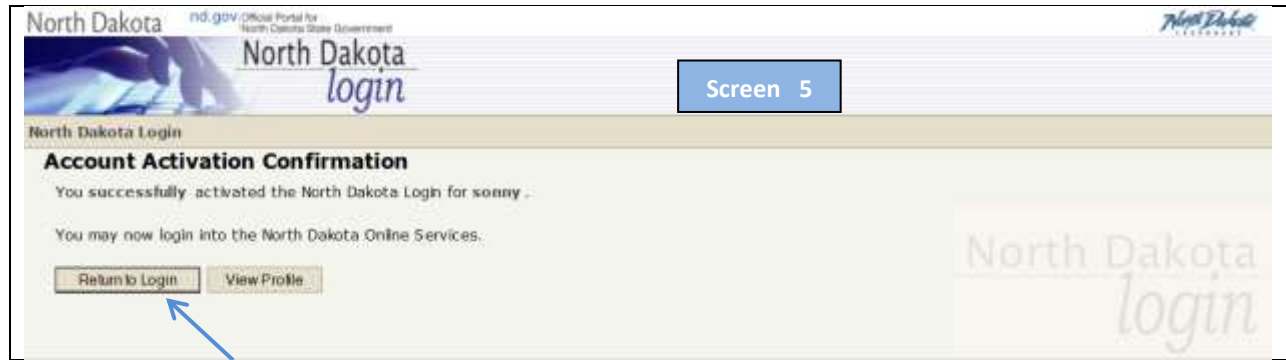 North Dakota nd.gov Official Portal for
North Dakota State Government
North Dakota
North Dakota
login
Screen 5
North Dakota Login
Account Activation Confirmation
You successfully activated the North Dakota Login for sonny .
You may now login into the North Dakota Online Services.
Return to Login View Profile
North Dakota
login